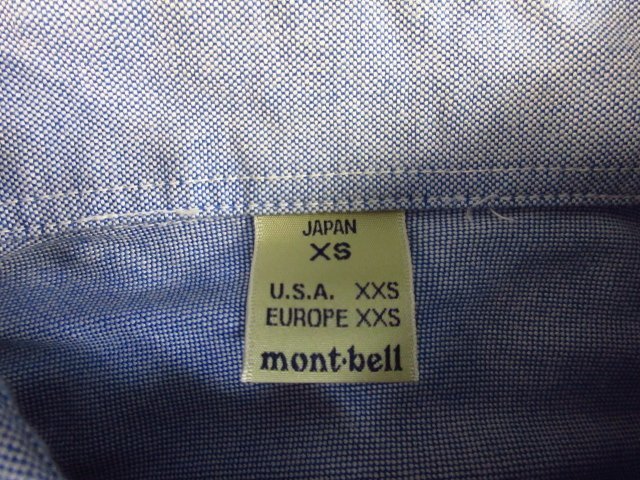 JAPAN
XS
U.S.A. XXS
EUROPE XXS
mont-bell